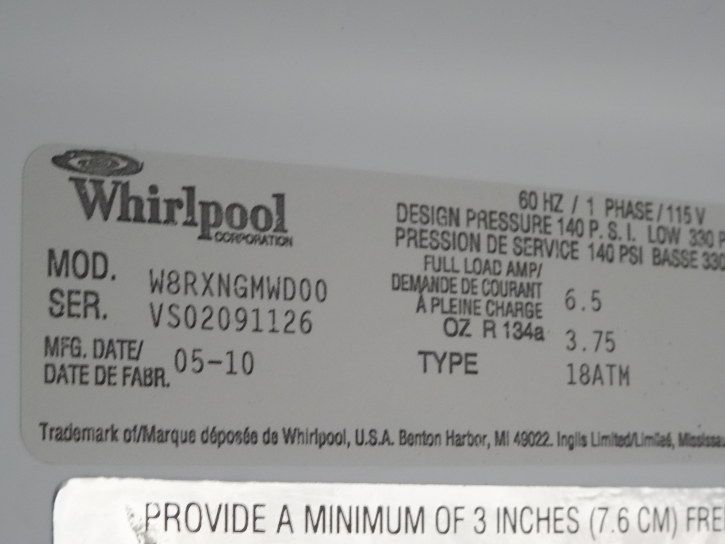 Whirlpool
CORPORATION
MOD. W8RXNGMWD00
SER. VS02091126
MFG. DATE/
DATE DE FABR. 05-10
60 HZ / 1 PHASE / 115 V
DESIGN PRESSURE 140 P. S. I. LOW 330 P
PRESSION DE SERVICE 140 PSI BASSE 330
FULL LOAD AMP/
DEMANDE DE COURANT
À PLEINE CHARGE 6.5
OZ R 134a 3.75
TYPE 18ATM
Trademark of/Marque déposée de Whirlpool, U.S.A. Benton Harbor, MI 49022. Inglis Limited/Limitée, Mississa
PROVIDE A MINIMUM OF 3 INCHES (7.6 CM) FRE